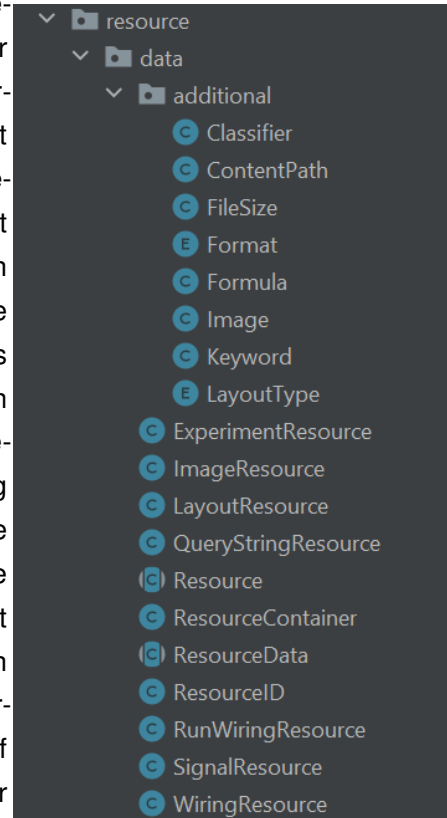 resource
data
additional
C Classifier
C ContentPath
C FileSize
E Format
C Formula
C Image
C Keyword
E LayoutType
C ExperimentResource
C ImageResource
C LayoutResource
C QueryStringResource
C Resource
C ResourceContainer
C ResourceData
C ResourceID
C RunWiringResource
C SignalResource
C WiringResource